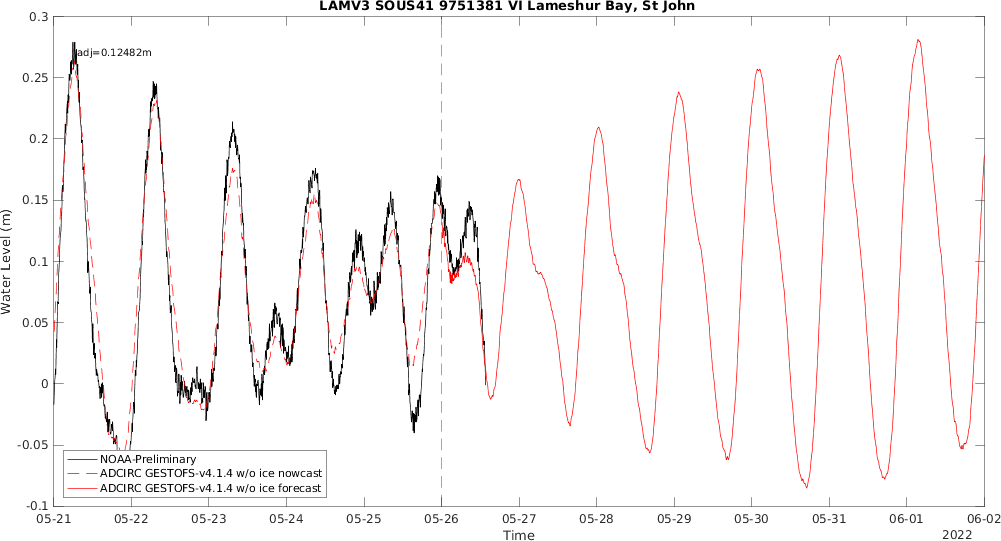 LAMV3 SOUS41 9751381 VI Lameshur Bay, St John
0.3
0.25
0.2
0.15
0.1
0.05
0
-0.05
-0.1
Water Level (m)
adj=0.12482m
NOAA-Preliminary
ADCIRC GESTOFS-v4.1.4 w/o ice nowcast
ADCIRC GESTOFS-v4.1.4 w/o ice forecast
05-21 05-22 05-23 05-24 05-25 05-26 05-27 05-28 05-29 05-30 05-31 06-01 06-02
Time
2022